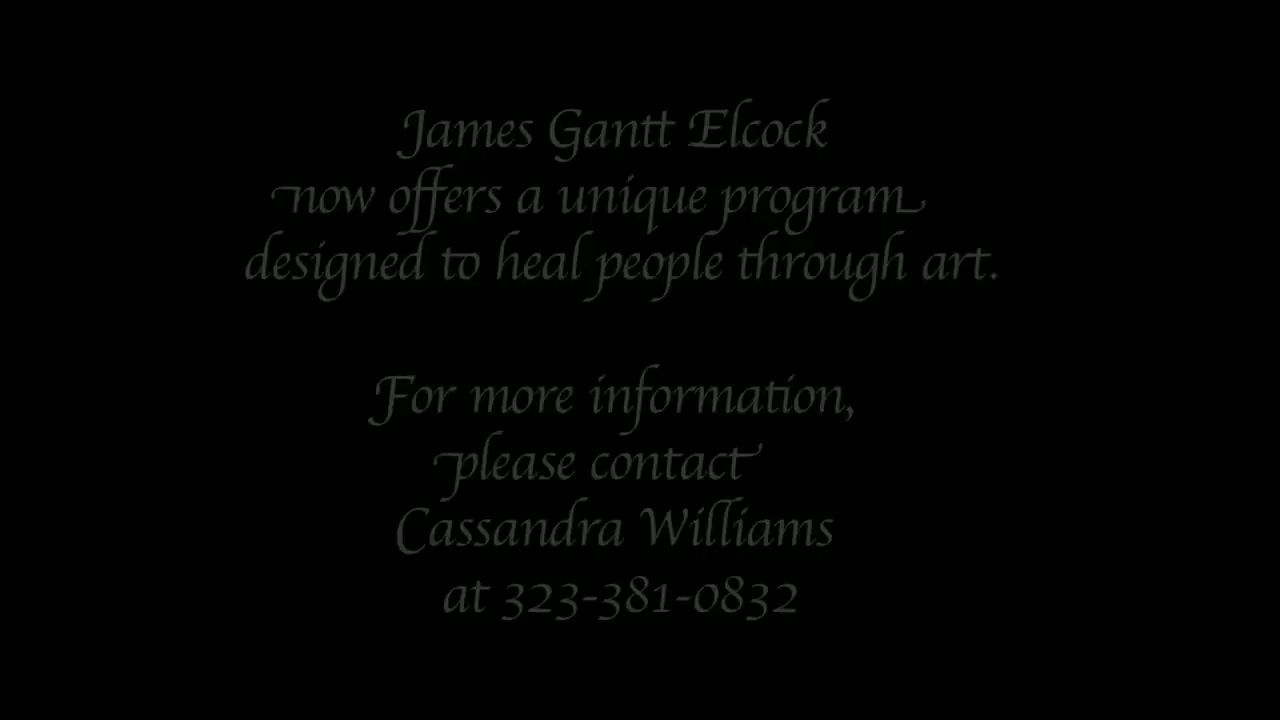 James Gantt Elcock
now offers a unique program
designed to heal people through art.
For more information,
please contact
Cassandra Williams
at 323-381-0832